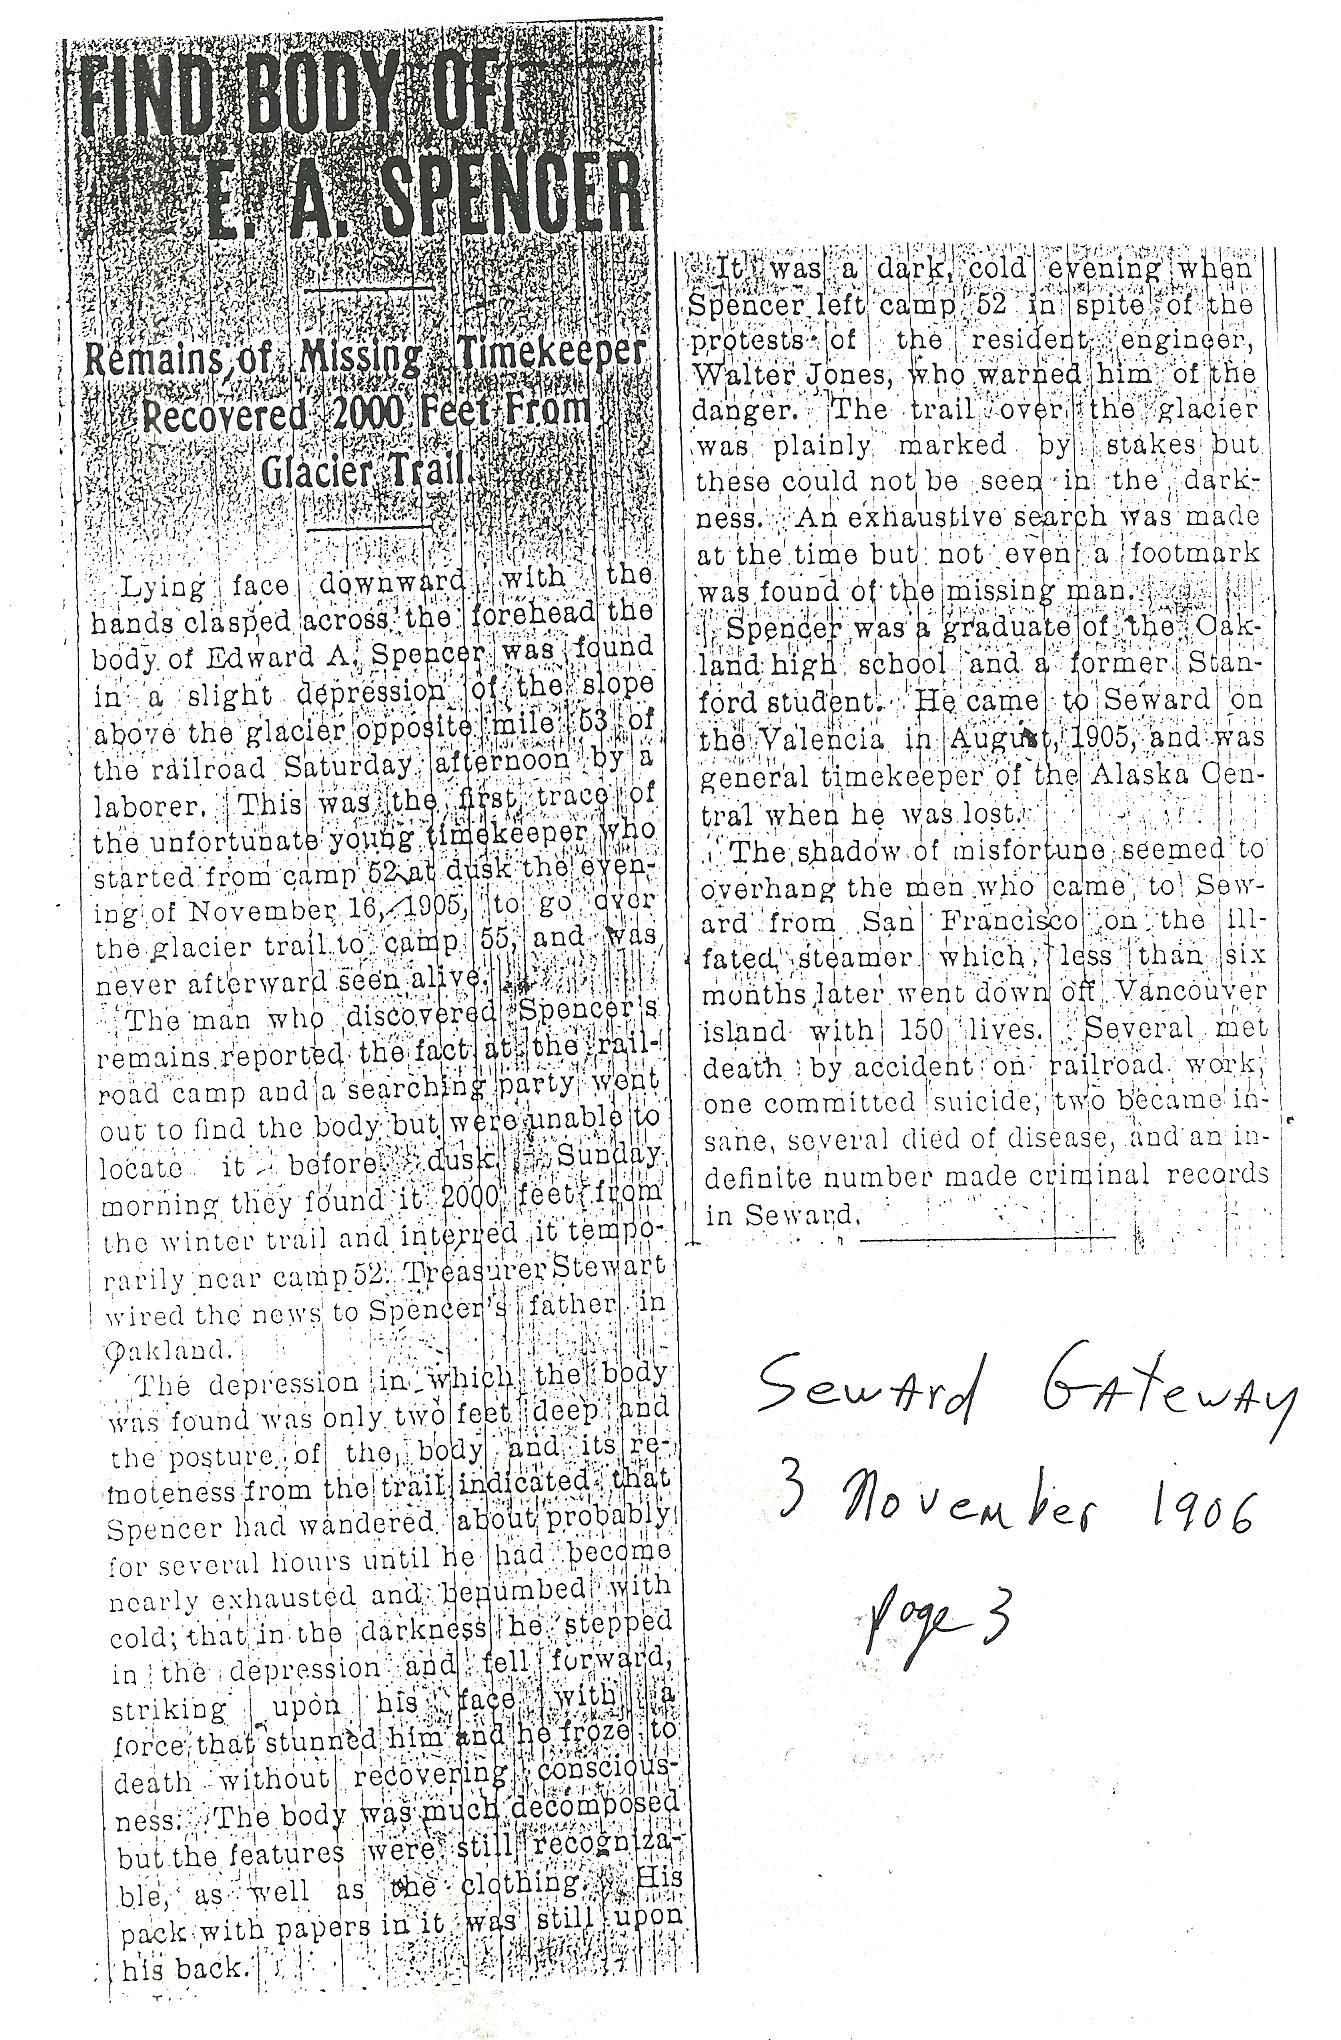 FIND BODY OF
E. A. SPENCER
Remains of Missing Timekeeper
Recovered 2000 Feet From
Glacier Trail.
Lying face downward with the
hands clasped across the forehead the
body of Edward A. Spencer was found
in a slight depression of the slope
above the glacier opposite mile 53 of
the railroad Saturday afternoon by a
laborer. This was the first trace of
the unfortunate young timekeeper who
started from camp 52 at dusk the even-
ing of November 16, 1905, to go over
the glacier trail to camp 55, and was
never afterward seen alive.
The man who discovered Spencer's
remains reported the fact at the rail-
road camp and a searching party went
out to find the body but were unable to
locate it before dusk. Sunday
morning they found it 2000 feet from
the winter trail and interred it tempo-
rarily near camp 52. Treasurer Stewart
wired the news to Spencer's father in
Oakland.
The depression in which the body
was found was only two feet deep and
the posture of the body and its re-
moteness from the trail indicated that
Spencer had wandered about probably
for several hours until he had become
nearly exhausted and benumbed with
cold; that in the darkness he stepped
in the depression and fell forward,
striking upon his face with a
force that stunned him and he froze to
death without recovering conscious-
ness. The body was much decomposed
but the features were still recogniza-
ble, as well as the clothing. His
pack with papers in it was still upon
his back.
It was a dark, cold evening when
Spencer left camp 52 in spite of the
protests of the resident engineer,
Walter Jones, who warned him of the
danger. The trail over the glacier
was plainly marked by stakes but
these could not be seen in the dark-
ness. An exhaustive search was made
at the time but not even a footmark
was found of the missing man.
Spencer was a graduate of the Oak-
land high school and a former Stan-
ford student. He came to Seward on
the Valencia in August, 1905, and was
general timekeeper of the Alaska Cen-
tral when he was lost.
The shadow of misfortune seemed to
overhang the men who came to Sew-
ard from San Francisco on the ill-
fated steamer which, less than six
months later went down off Vancouver
island with 150 lives. Several met
death by accident on railroad work,
one committed suicide, two became in-
sane, several died of disease, and an in-
definite number made criminal records
in Seward.
Seward Gateway
3 November 1906
page 3